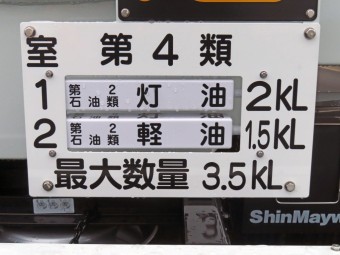 室 第4類
1 第2石油類 灯油 2KL
2 第2石油類 軽油 1.5KL
最大数量 3.5KL
ShinMayw